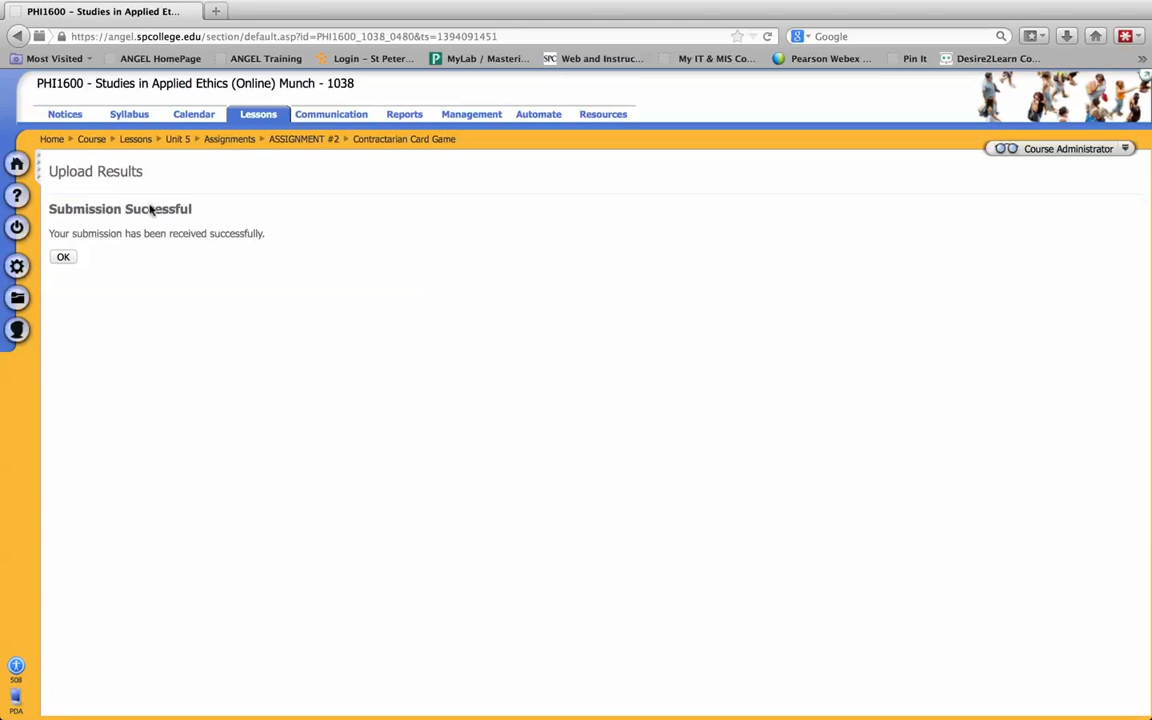 PHI1600 - Studies in Applied Et...
https://angel.spcollege.edu/section/default.asp?id=PHI1600_1038_0480&ts=1394091451
Google
Most Visited ANGEL HomePage ANGEL Training Login - St Peter... MyLab / Masteri... SPC Web and Instruc... My IT & MIS Co... Pearson Webex ... Pin It Desire2Learn Co...
PHI1600 - Studies in Applied Ethics (Online) Munch - 1038
Notices Syllabus Calendar Lessons Communication Reports Management Automate Resources
Home Course Lessons Unit 5 Assignments ASSIGNMENT #2 Contractarian Card Game
Course Administrator
Upload Results
Submission Successful
Your submission has been received successfully.
OK
508
PDA